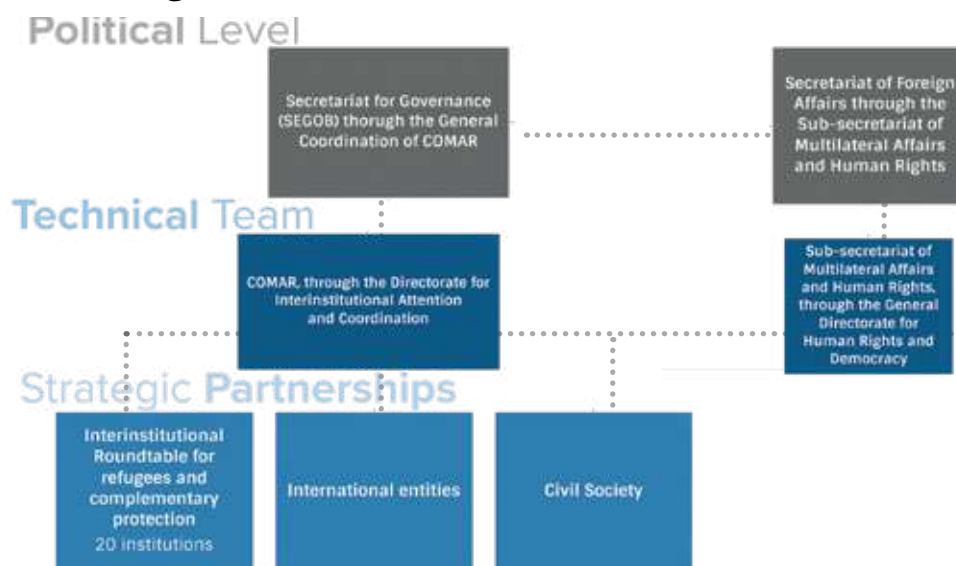 Political Level
Secretariat for Governance
(SEGOB) thorugh the General
Coordination of COMAR
Secretariat of Foreign
Affairs through the
Sub-secretariat of
Multilateral Affairs
and Human Rights
Technical Team
COMAR, through the Directorate for
Interinstitutional Attention
and Coordination
Sub-secretariat of
Multilateral Affairs
and Human Rights,
through the General
Directorate for
Human Rights and
Democracy
Strategic Partnerships
Interinstitutional
Roundtable for
refugees and
complementary
protection
20 institutions
International entities
Civil Society